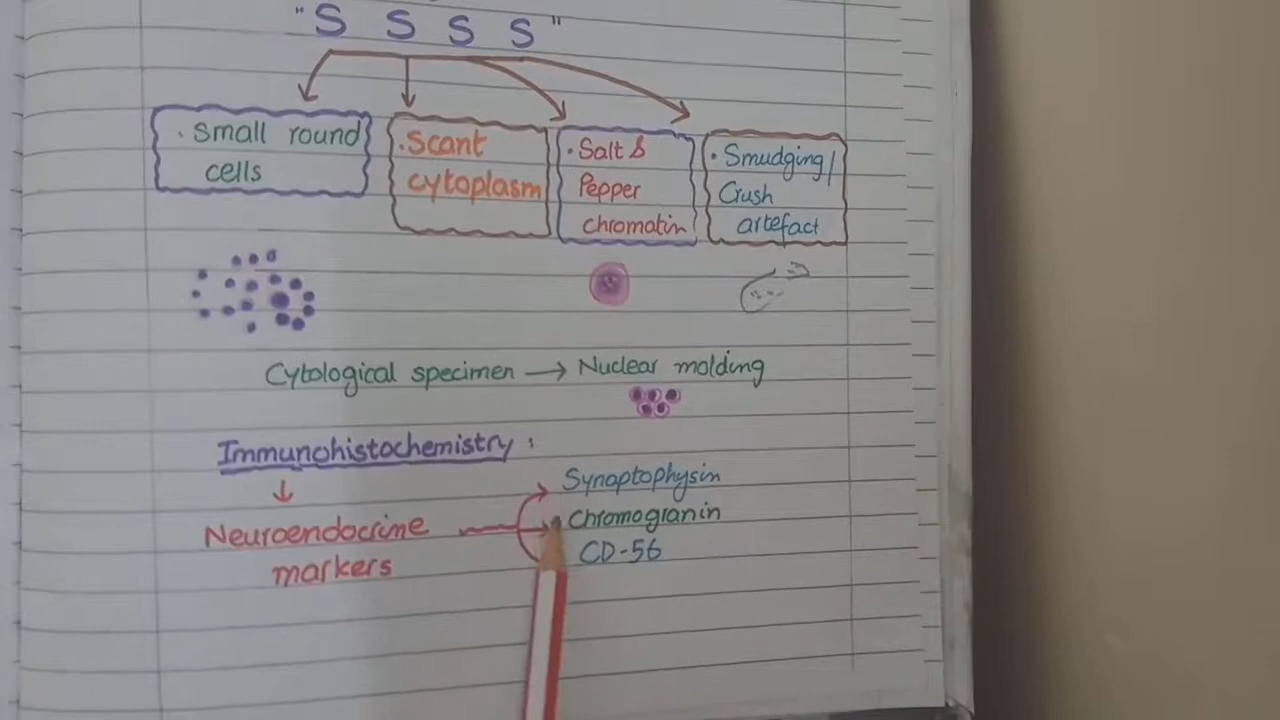 "S S S S"
· Small round
cells
· Scant
cytoplasm
· Salt &
Pepper
chromatin
· Smudging/
Crush
artefact
Cytological specimen → Nuclear molding
Immunohistochemistry :
↓
Neuroendocrine
markers
Synaptophysin
Chromogranin
CD-56